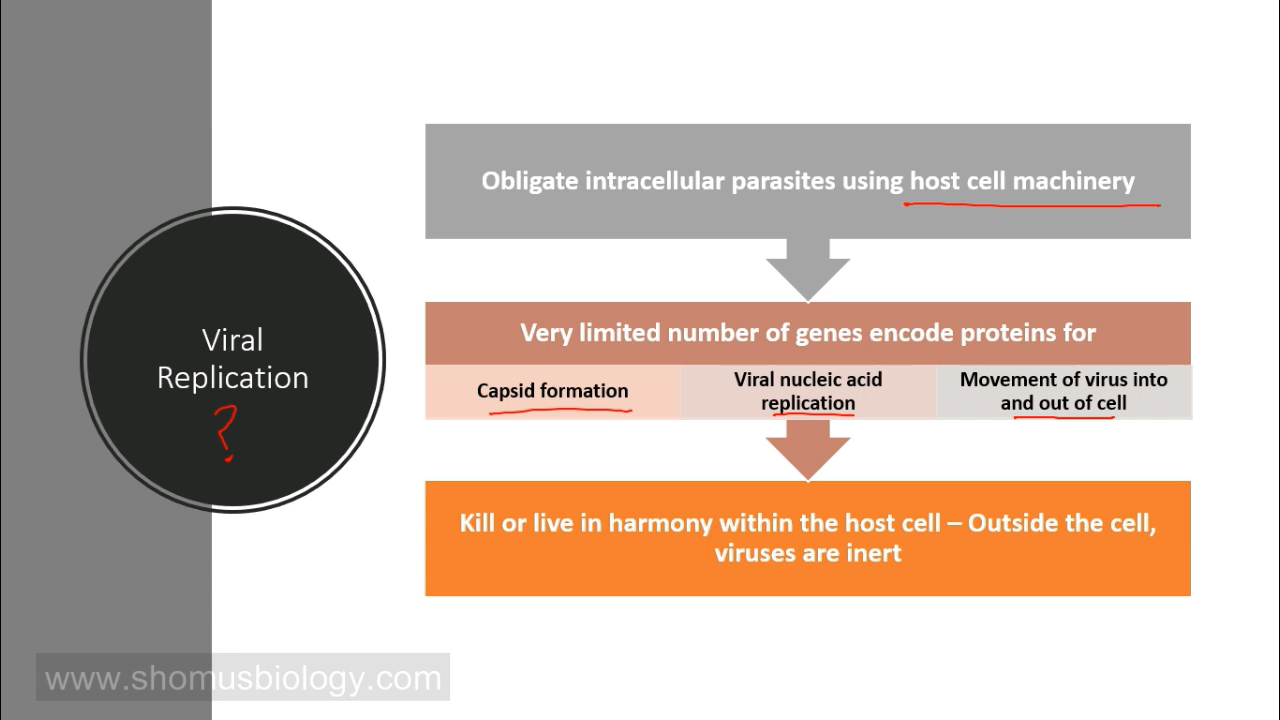 Viral
Replication
?
Obligate intracellular parasites using host cell machinery
Very limited number of genes encode proteins for
Capsid formation
Viral nucleic acid
replication
Movement of virus into
and out of cell
Kill or live in harmony within the host cell – Outside the cell,
viruses are inert
www.shomusbiology.com